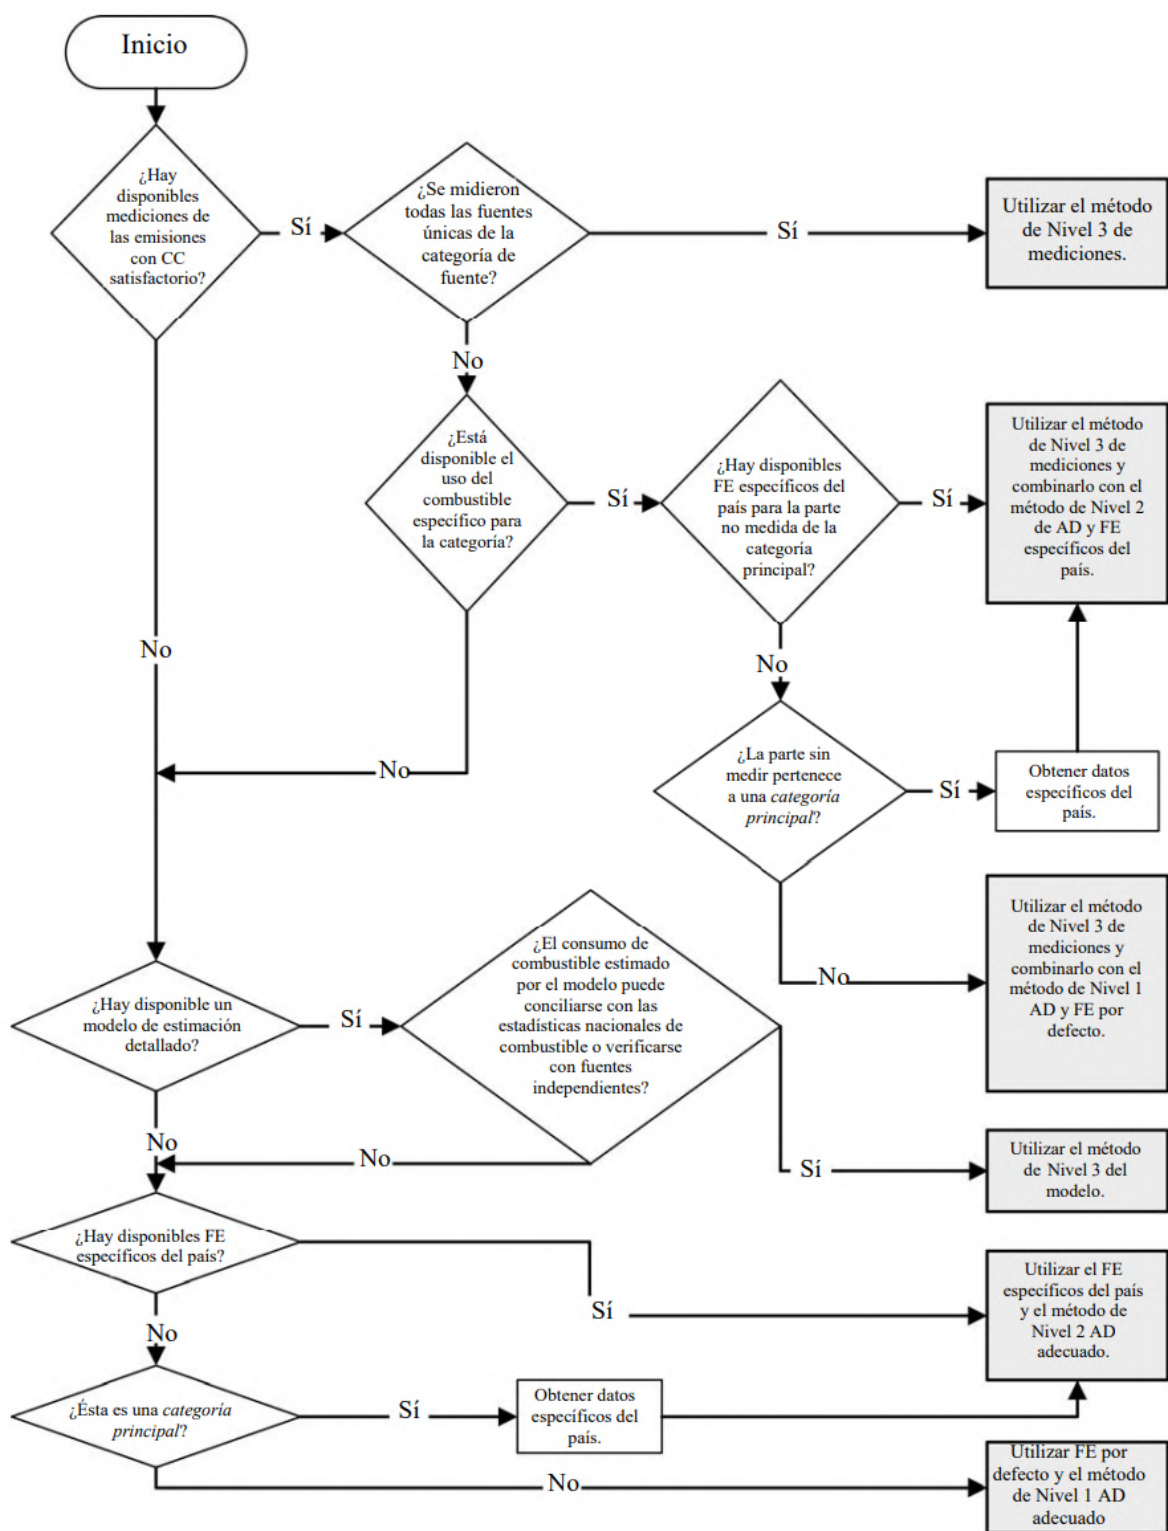 Inicio
¿Hay
disponibles
mediciones de
las emisiones
con CC
satisfactorio?
Sí
¿Se midieron
todas las fuentes
únicas de la
categoría de
fuente?
Sí
Utilizar el método
de Nivel 3 de
mediciones.
No
¿Está
disponible el
uso del
combustible
específico para
la categoría?
Sí
¿Hay disponibles
FE específicos del
país para la parte
no medida de la
categoría
principal?
Sí
Utilizar el método
de Nivel 3 de
mediciones y
combinarlo con el
método de Nivel 2
de AD y FE
específicos del
país.
No
No
No
¿La parte sin
medir pertenece
a una categoría
principal?
Sí
Obtener datos
específicos del
país.
No
Utilizar el método
de Nivel 3 de
mediciones y
combinarlo con el
método de Nivel 1
AD y FE por
defecto.
¿Hay disponible un
modelo de estimación
detallado?
Sí
¿El consumo de
combustible estimado
por el modelo puede
conciliarse con las
estadísticas nacionales de
combustible o verificarse
con fuentes
independientes?
No
No
Sí
Utilizar el método
de Nivel 3 del
modelo.
¿Hay disponibles FE
específicos del país?
Sí
Utilizar el FE
específicos del país
y el método de
Nivel 2 AD
adecuado.
No
¿Ésta es una categoría
principal?
Sí
Obtener datos
específicos del
país.
No
Utilizar FE por
defecto y el método
de Nivel 1 AD
adecuado